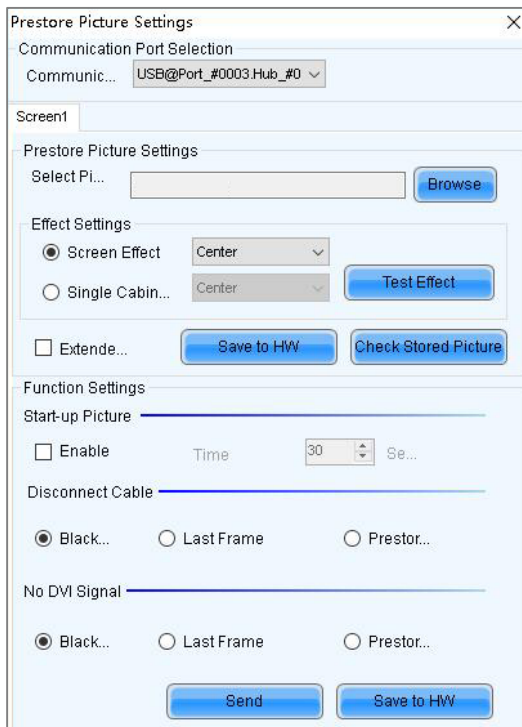 Prestore Picture Settings
Communication Port Selection
Communic... USB@Port_#0003.Hub_#0
Screen1
Prestore Picture Settings
Select Pi... Browse
Effect Settings
Screen Effect Center
Single Cabin... Center Test Effect
Extende... Save to HW Check Stored Picture
Function Settings
Start-up Picture
Enable Time 30 Se...
Disconnect Cable
Black... Last Frame Prestor...
No DVI Signal
Black... Last Frame Prestor...
Send Save to HW